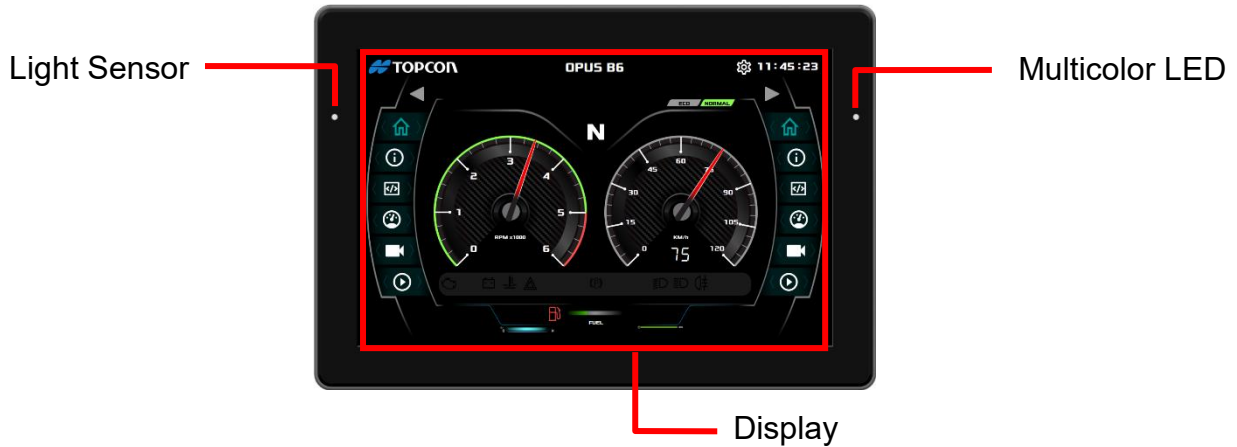 Light Sensor
Multicolor LED
TOPCON
OPUS B6
11:45:23
ECO
NORMAL
N
0
1
2
3
4
5
6
RPM x1000
0
15
30
45
60
75
90
105
120
KM/h
75
FUEL
Display